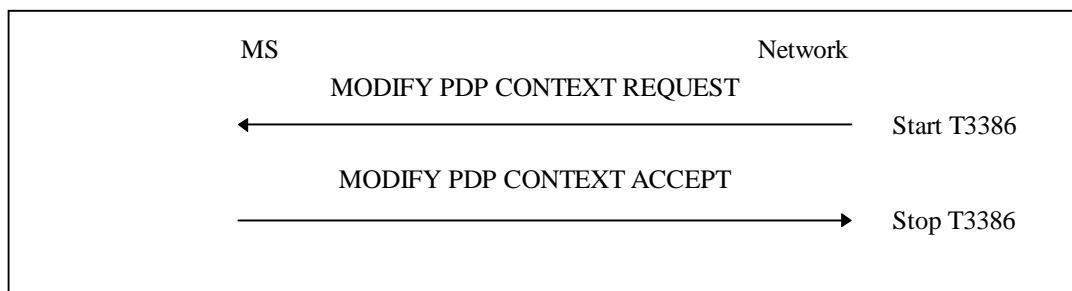 MS Network
MODIFY PDP CONTEXT REQUEST
Start T3386
MODIFY PDP CONTEXT ACCEPT
Stop T3386